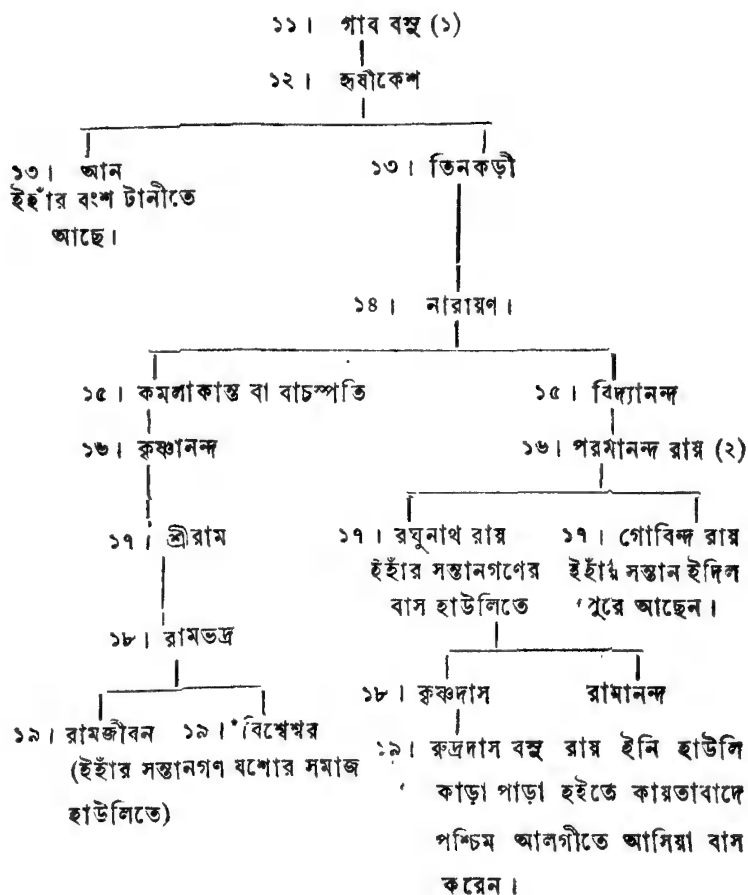 ১১। গাব বসু (১)
১২। হৃষীকেশ
১৩। আন
ইহাঁর বংশ টানীতে
আছে।
১৩। তিনকড়ী
১৪। নারায়ণ।
১৫। কমলাকান্ত বা বাচস্পতি
১৫। বিদ্যানন্দ
১৬। কৃষ্ণানন্দ
১৬। পরমানন্দ রায় (২)
১৭। শ্রীরাম
১৭। রঘুনাথ রায়
ইহাঁর সন্তানগণের
বাস হাউলিতে
১৭। গোবিন্দ রায়
ইহাঁর সন্তান ইদিল
পুরে আছেন।
১৮। রামভদ্র
১৮। কৃষ্ণদাস
রামানন্দ
১৯। রামজীবন ১৯। বিশ্বেশ্বর
(ইহাঁর সন্তানগণ যশোর সমাজ
হাউলিতে)
১৯। রুদ্রদাস বসু রায় ইনি হাউলি
কাড়া পাড়া হইতে কায়তাবাদে
পশ্চিম আলগীতে আসিয়া বাস
করেন।